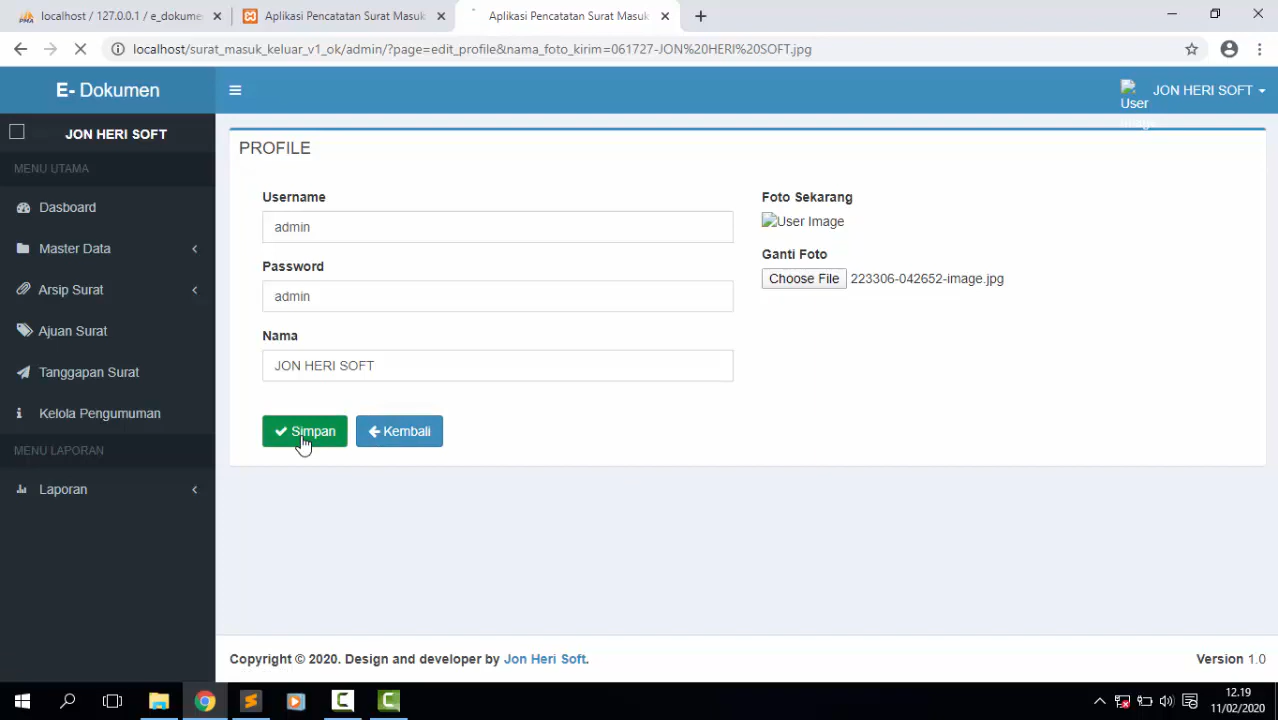 localhost / 127.0.0.1 / e_dokume
Aplikasi Pencatatan Surat Masuk
Aplikasi Pencatatan Surat Masuk
localhost/surat_masuk_keluar_v1_ok/admin/?page=edit_profile&nama_foto_kirim=061727-JON%20HERI%20SOFT.jpg
E- Dokumen
User Image
JON HERI SOFT
JON HERI SOFT
MENU UTAMA
Dasboard
Master Data
Arsip Surat
Ajuan Surat
Tanggapan Surat
Kelola Pengumuman
MENU LAPORAN
Laporan
PROFILE
Username
admin
Password
admin
Nama
JON HERI SOFT
Simpan
Kembali
Foto Sekarang
User Image
Ganti Foto
Choose File 223306-042652-image.jpg
Copyright © 2020. Design and developer by Jon Heri Soft.
Version 1.0
12.19
11/02/2020